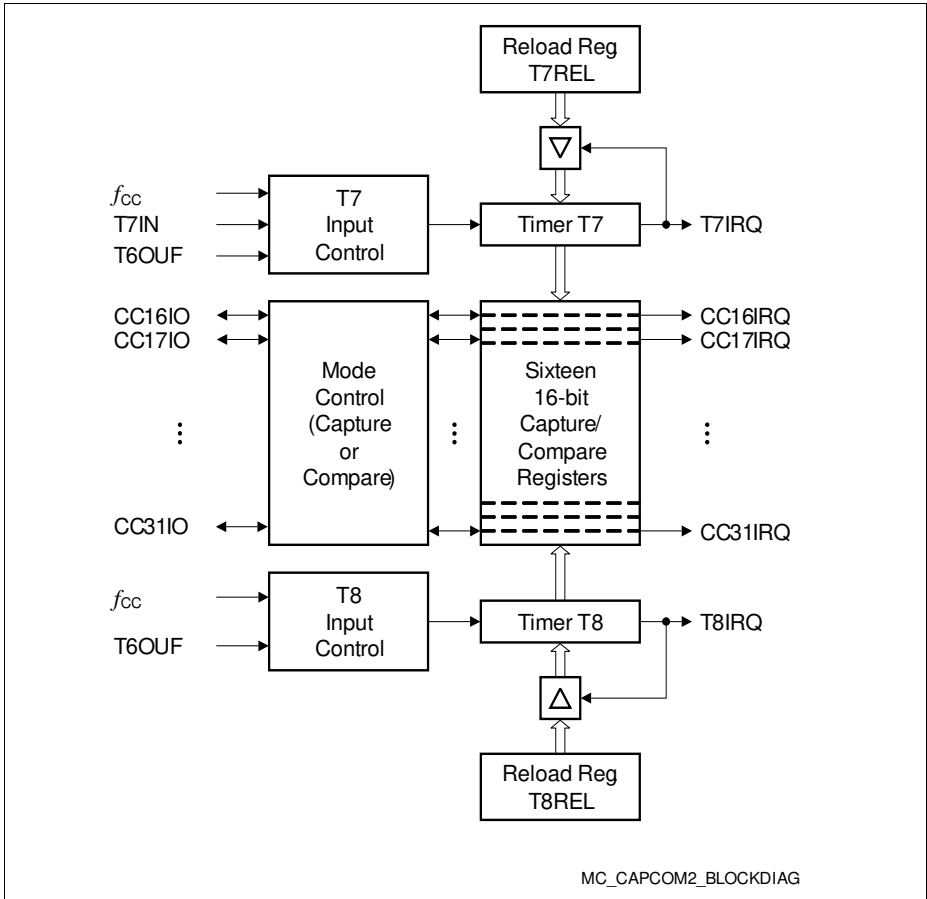 Reload Reg.
T7REL
fCC
T7IN
T6OUF
T7
Input
Control
Timer T7
T7IRQ
CC16IO
CC17IO
CC31IO
Mode
Control
(Capture
or
Compare)
Sixteen
16-bit
Capture/
Compare
Registers
CC16IRQ
CC17IRQ
CC31IRQ
fCC
T6OUF
T8
Input
Control
Timer T8
T8IRQ
Reload Reg.
T8REL
MC_CAPCOM2_BLOCKDIAG